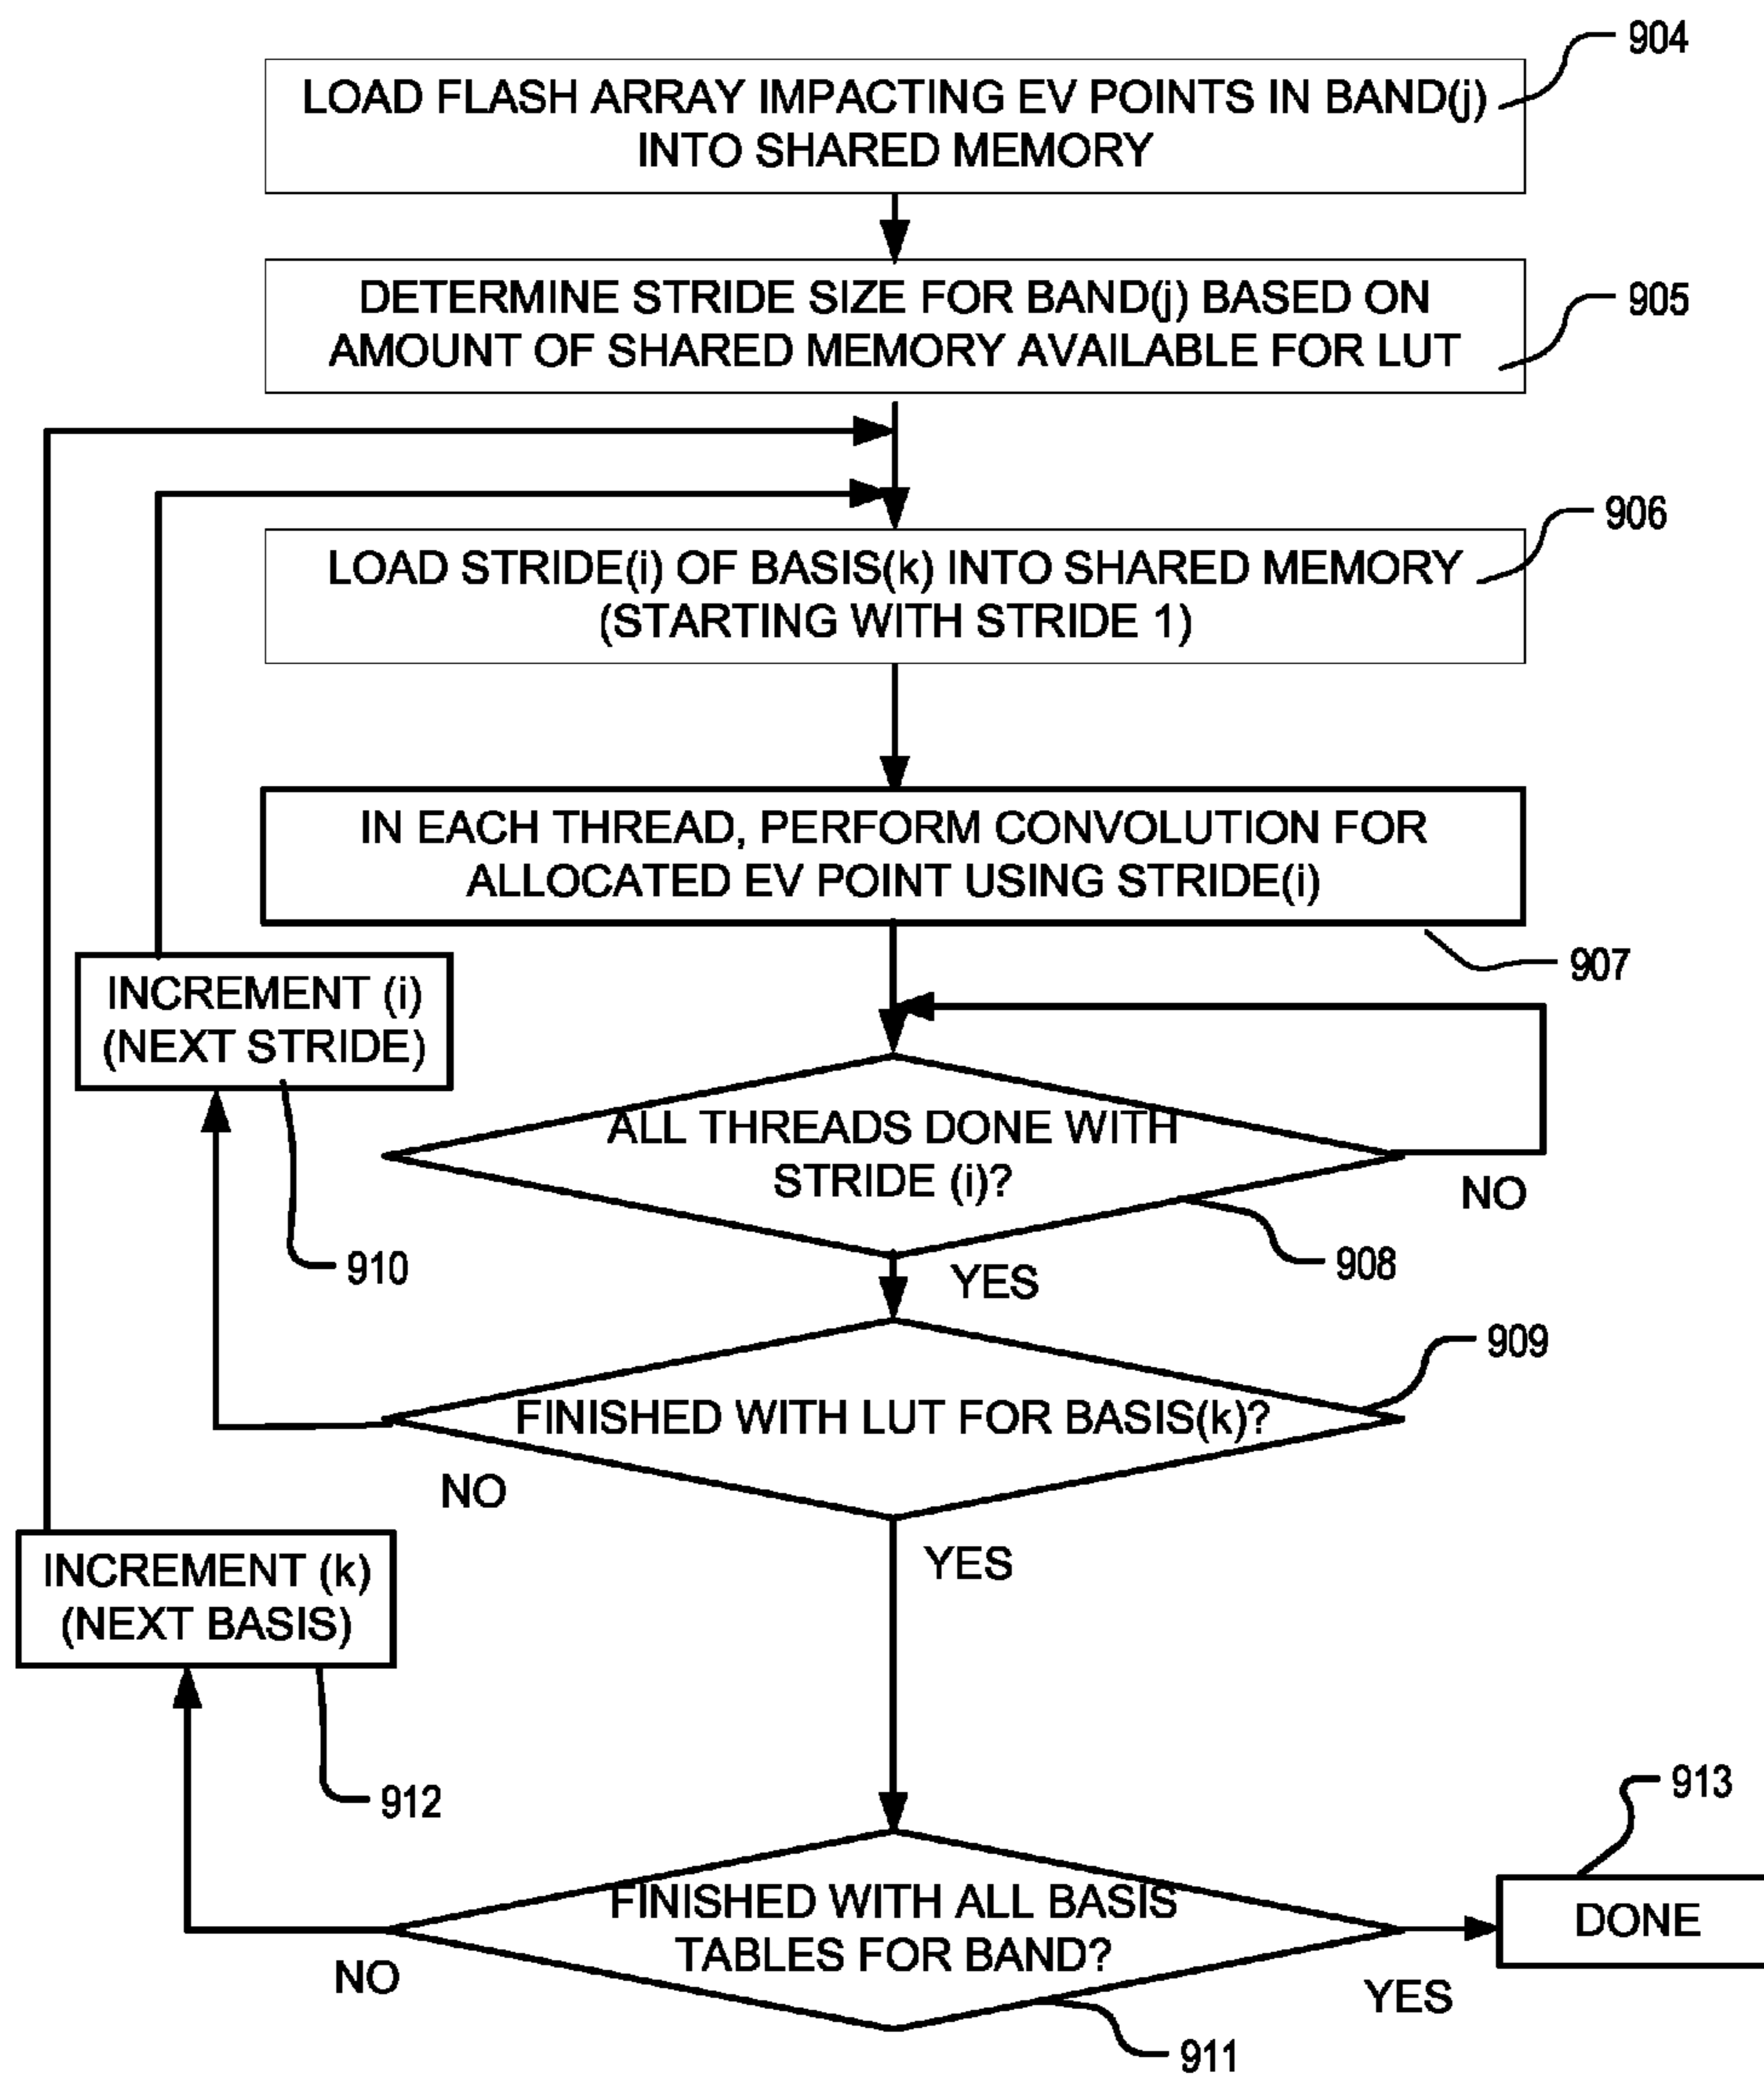 904
LOAD FLASH ARRAY IMPACTING EV POINTS IN BAND(j)
INTO SHARED MEMORY
905
DETERMINE STRIDE SIZE FOR BAND(j) BASED ON
AMOUNT OF SHARED MEMORY AVAILABLE FOR LUT
906
LOAD STRIDE(i) OF BASIS(k) INTO SHARED MEMORY
(STARTING WITH STRIDE 1)
IN EACH THREAD, PERFORM CONVOLUTION FOR
ALLOCATED EV POINT USING STRIDE(i)
907
INCREMENT (i)
(NEXT STRIDE)
910
ALL THREADS DONE WITH
STRIDE (i)?
NO
908
YES
909
FINISHED WITH LUT FOR BASIS(k)?
NO
YES
INCREMENT (k)
(NEXT BASIS)
912
913
FINISHED WITH ALL BASIS
TABLES FOR BAND?
DONE
NO
YES
911